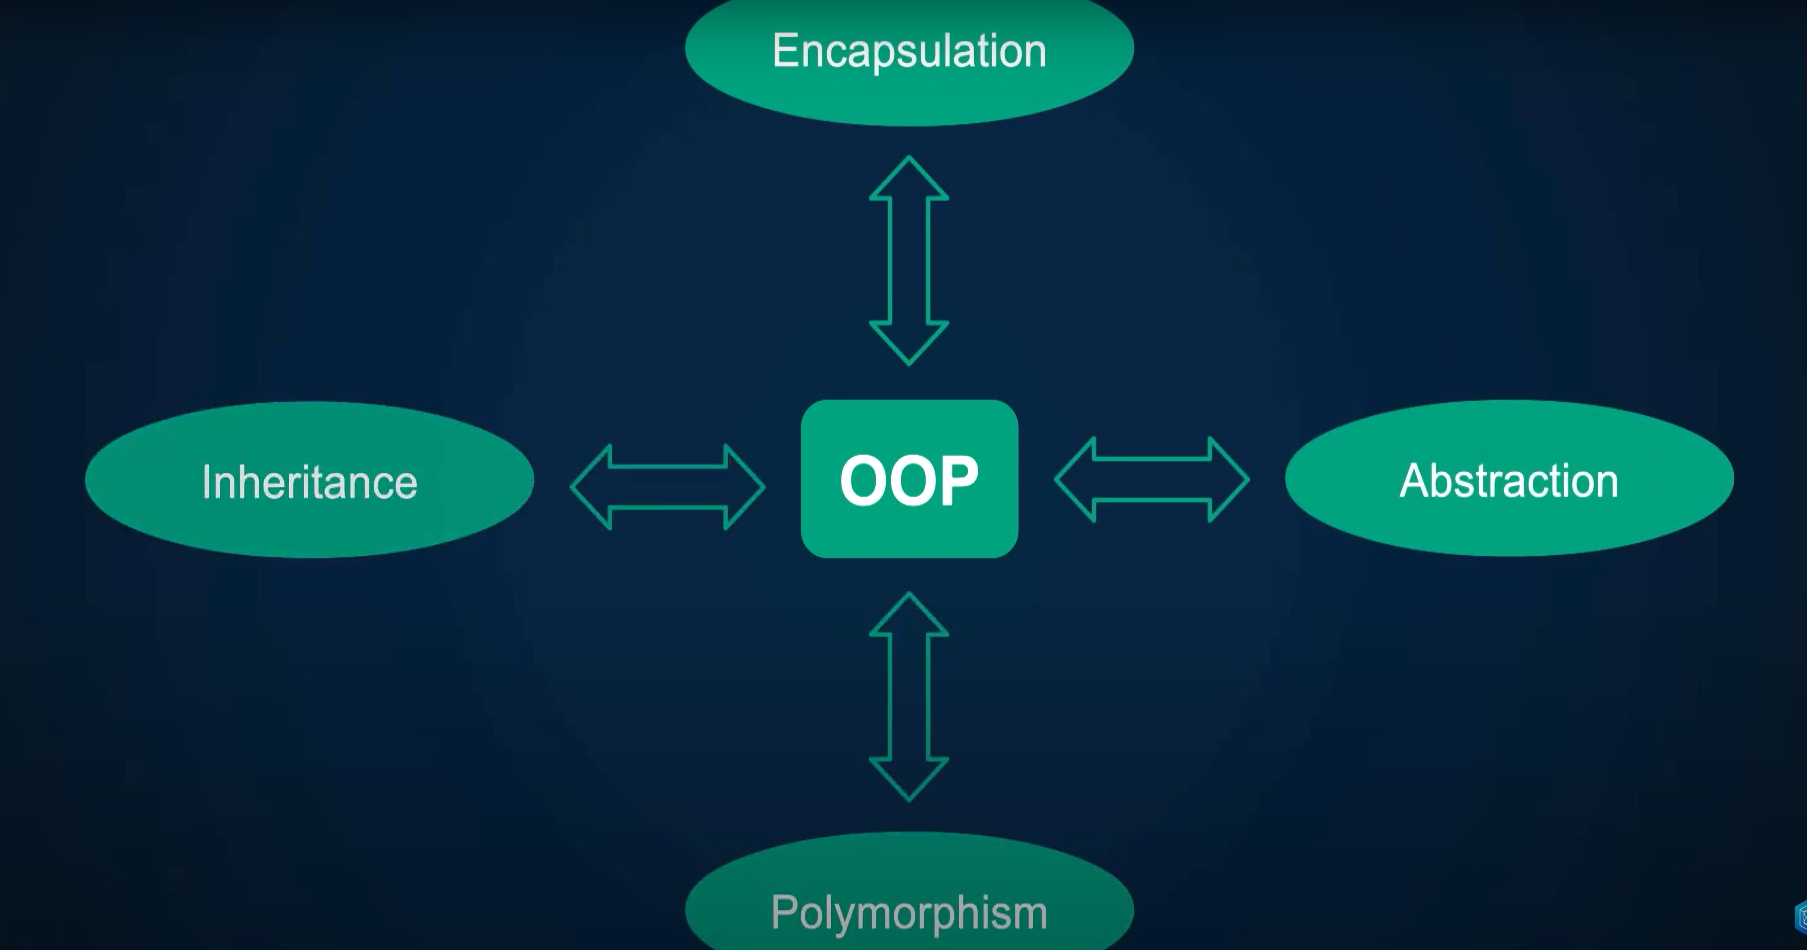 Encapsulation
Inheritance
OOP
Abstraction
Polymorphism